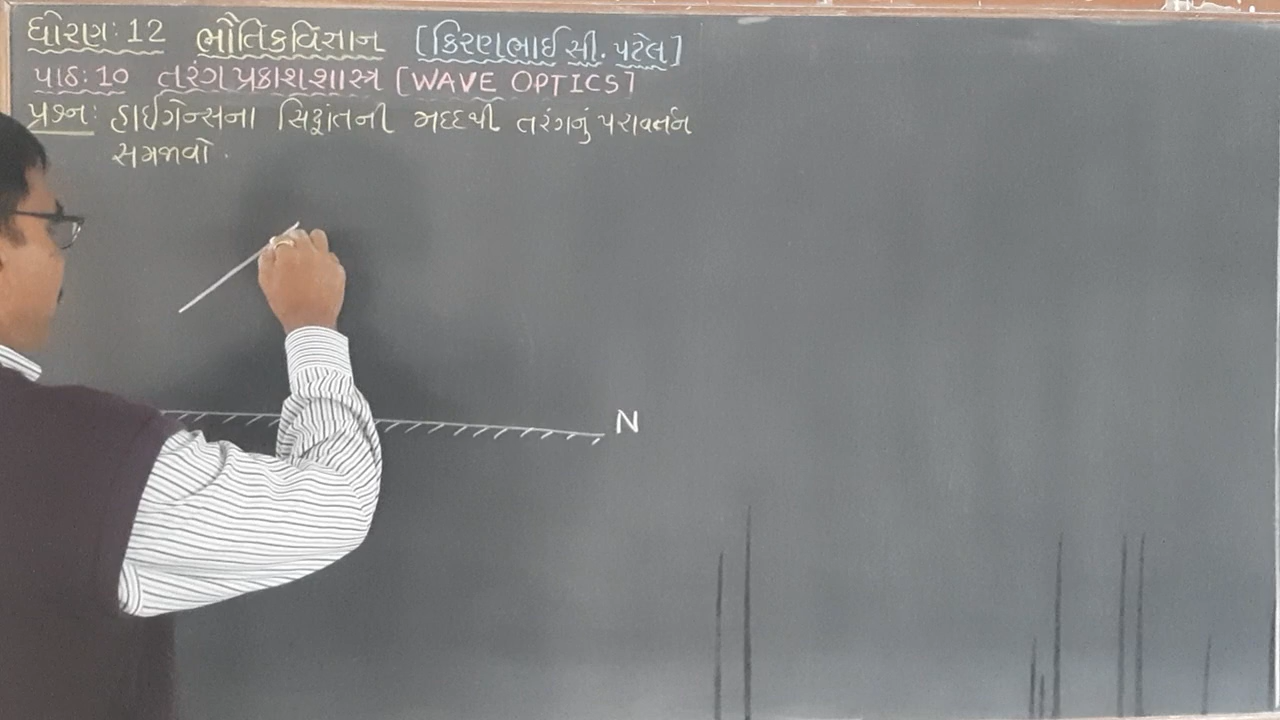 ધોરણ: 12 ભૌતિકવિજ્ઞાન [કિરણભાઈ સી. પટેલ]
પાઠ: 10 તરંગ પ્રકાશશાસ્ત્ર [WAVE OPTICS]
પ્રશ્ન: હાઈગેન્સના સિદ્ધાંતની મદદથી તરંગનું પરાવર્તન
સમજાવો.
N